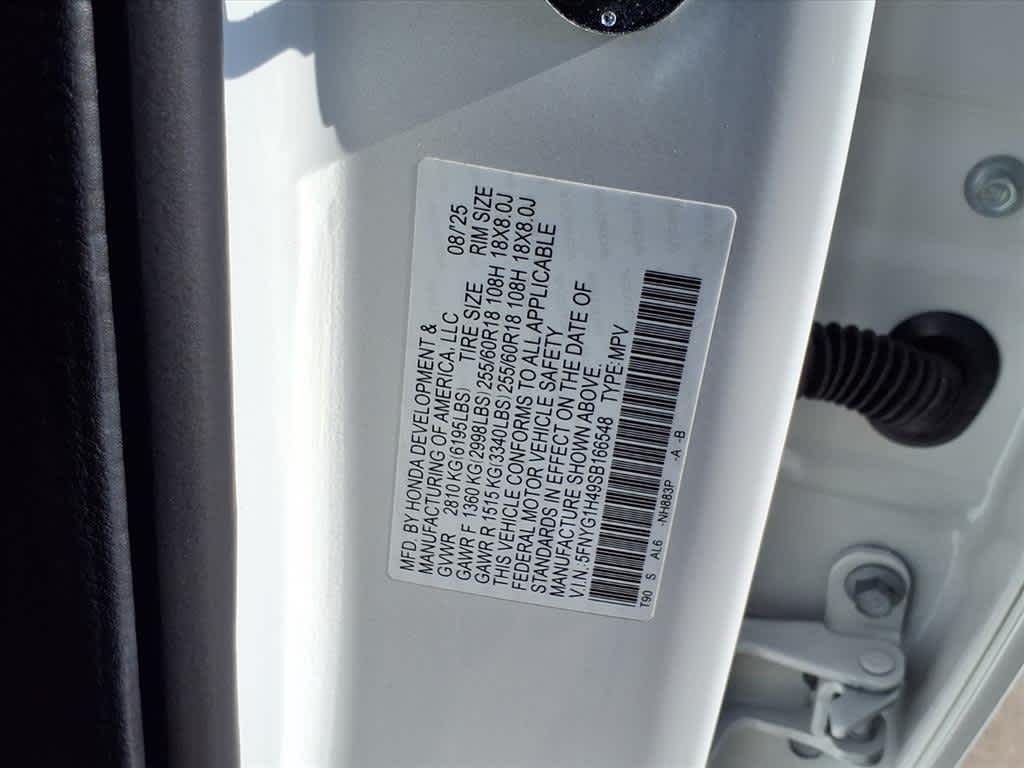 MFD. BY HONDA DEVELOPMENT &
MANUFACTURING OF AMERICA, LLC 08/'25
GVWR 2810 KG(6195LBS) TIRE SIZE RIM SIZE
GAWR F 1360 KG(2998LBS) 255/60R18 108H 18X8.0J
GAWR R 1515 KG(3340LBS) 255/60R18 108H 18X8.0J
THIS VEHICLE CONFORMS TO ALL APPLICABLE
FEDERAL MOTOR VEHICLE SAFETY
STANDARDS IN EFFECT ON THE DATE OF
MANUFACTURE SHOWN ABOVE.
V.I.N.:5FNYG1H49SB166548 TYPE:MPV
T90 S AL6 -NH883P -A -B